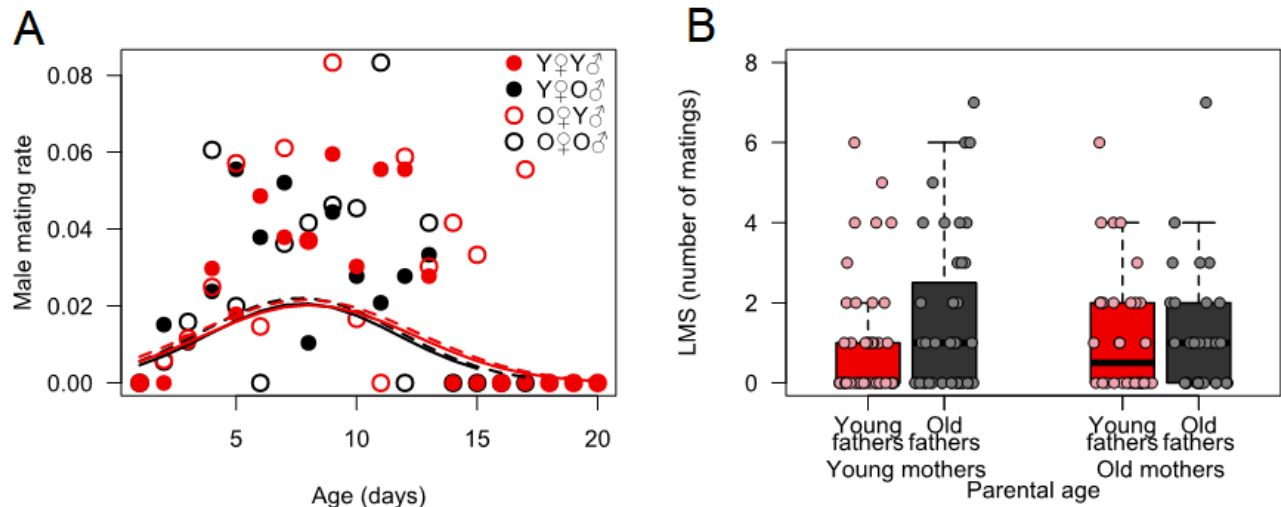 A
Male mating rate
0.08
0.06
0.04
0.02
0.00
5
10
15
20
Age (days)
Y♀Y♂
Y♀O♂
O♀Y♂
O♀O♂
B
LMS (number of matings)
8
6
4
2
0
Young fathers
Old fathers
Young fathers
Old fathers
Young mothers
Old mothers
Parental age